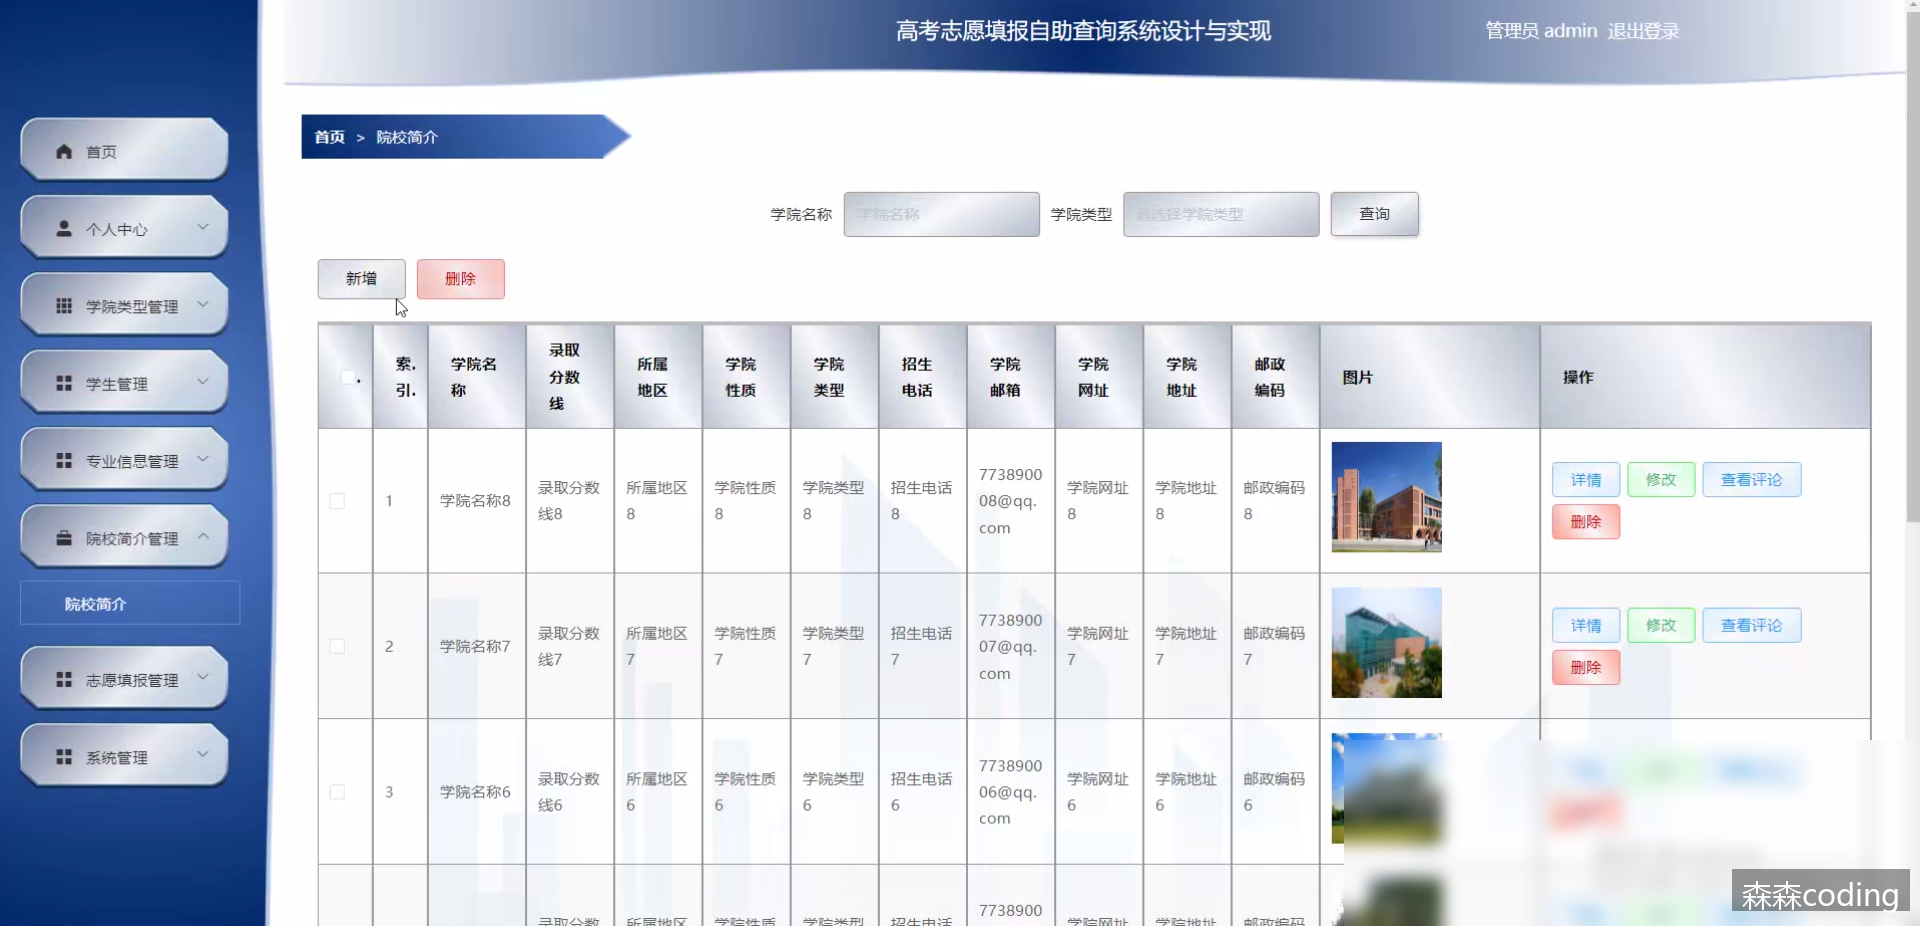 高考志愿填报自助查询系统设计与实现
管理员 admin 退出登录
首页
个人中心
学院类型管理
学生管理
专业信息管理
院校简介管理
院校简介
志愿填报管理
系统管理
首页 > 院校简介
学院名称 学院名称 学院类型 请选择学院类型 查询
新增 删除
索引. 学院名称 录取分数线 所属地区 学院性质 学院类型 招生电话 学院邮箱 学院网址 学院地址 邮政编码 图片 操作
1 学院名称8 录取分数线8 所属地区8 学院性质8 学院类型8 招生电话8 773890008@qq.com 学院网址8 学院地址8 邮政编码8 详情 修改 查看评论 删除
2 学院名称7 录取分数线7 所属地区7 学院性质7 学院类型7 招生电话7 773890007@qq.com 学院网址7 学院地址7 邮政编码7 详情 修改 查看评论 删除
3 学院名称6 录取分数线6 所属地区6 学院性质6 学院类型6 招生电话6 773890006@qq.com 学院网址6 学院地址6 邮政编码6
录取分数 所属地区 学院性质 学院类型 招生电话 7738900 学院网址 学院地址 邮政编码
森森coding